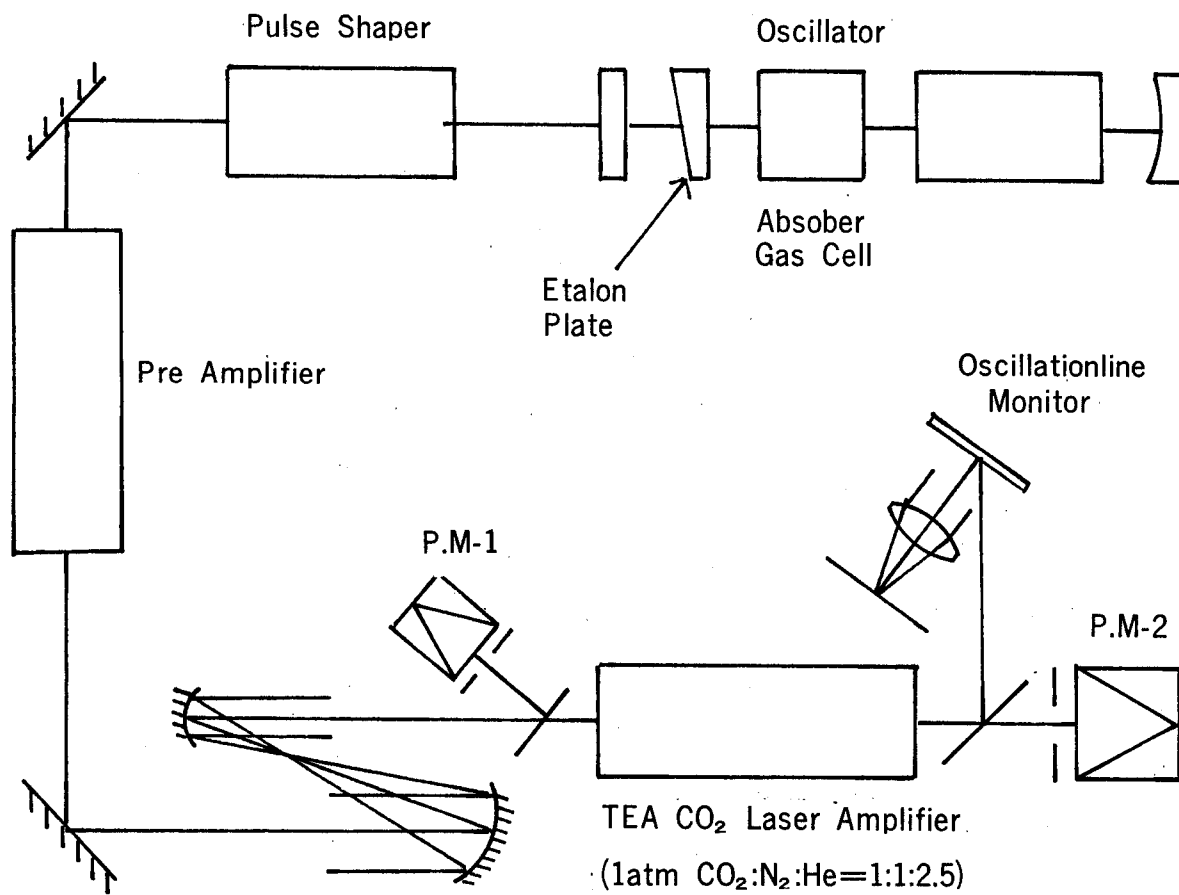 Pulse Shaper
Oscillator
Absober
Gas Cell
Etalon
Plate
Pre Amplifier
Oscillationline
Monitor
P.M-1
P.M-2
TEA CO₂ Laser Amplifier
(1atm CO₂:N₂:He=1:1:2.5)